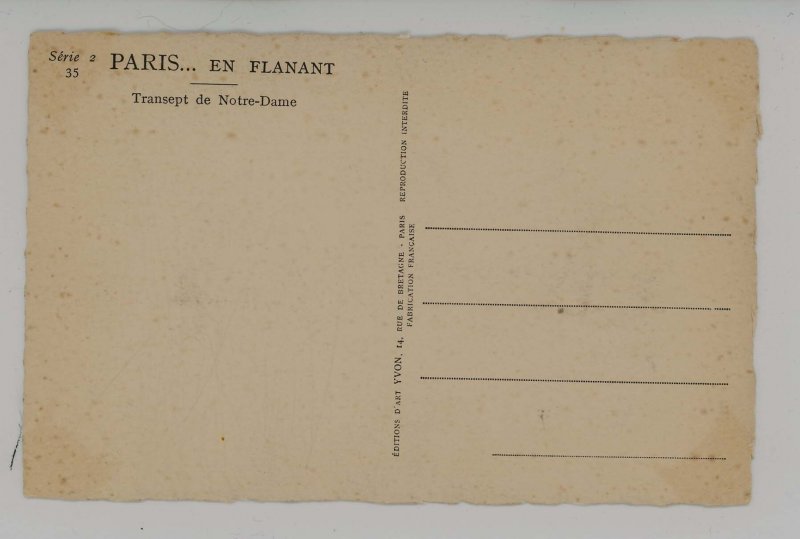 Série 2 PARIS... EN FLANANT
35
Transept de Notre-Dame
ÉDITIONS D'ART YVON, 14, RUE DE BRETAGNE - PARIS REPRODUCTION INTERDITE
FABRICATION FRANÇAISE